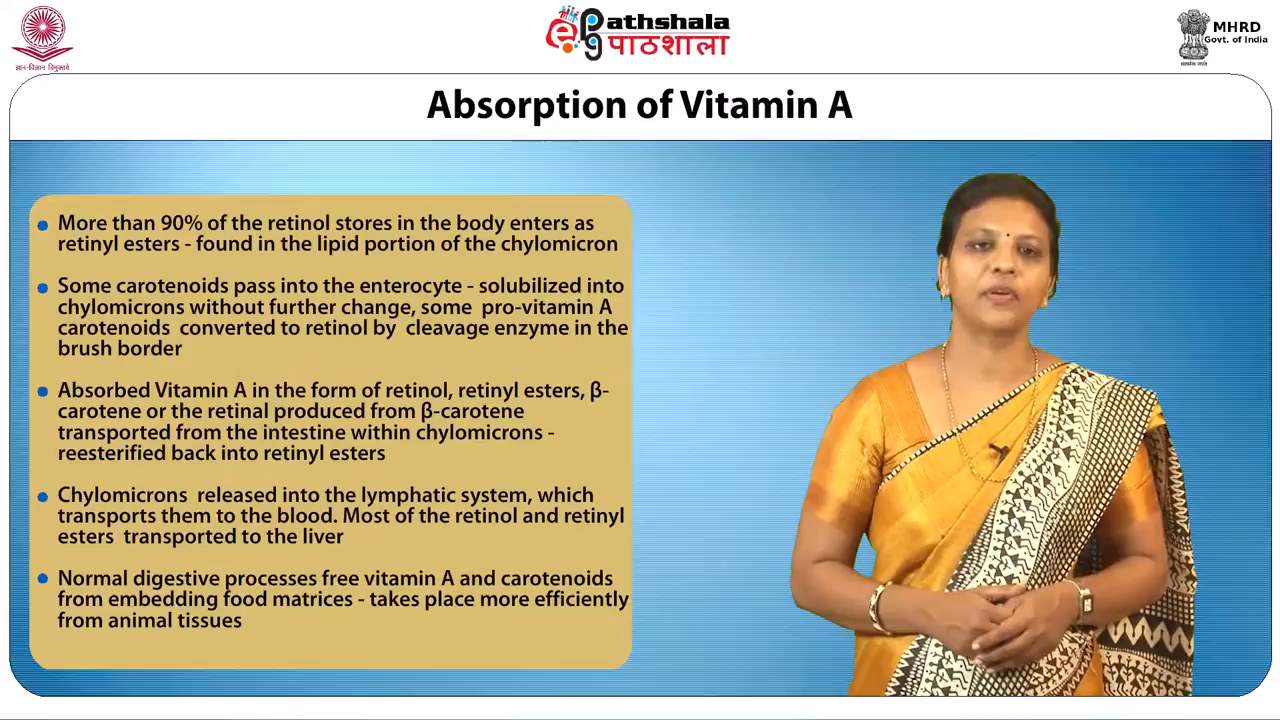 ज्ञान-विज्ञान विमुक्तये
ePathshala
पाठशाला
MHRD
Govt. of India
सत्यमेव जयते
Absorption of Vitamin A
More than 90% of the retinol stores in the body enters as
retinyl esters - found in the lipid portion of the chylomicron
Some carotenoids pass into the enterocyte - solubilized into
chylomicrons without further change, some pro-vitamin A
carotenoids converted to retinol by cleavage enzyme in the
brush border
Absorbed Vitamin A in the form of retinol, retinyl esters, β-
carotene or the retinal produced from β-carotene
transported from the intestine within chylomicrons -
reesterified back into retinyl esters
Chylomicrons released into the lymphatic system, which
transports them to the blood. Most of the retinol and retinyl
esters transported to the liver
Normal digestive processes free vitamin A and carotenoids
from embedding food matrices - takes place more efficiently
from animal tissues